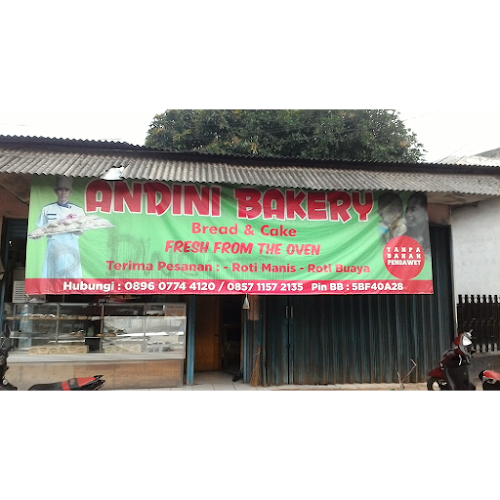 ANDINI BAKERY
Bread & Cake
FRESH FROM THE OVEN
Terima Pesanan : - Roti Manis - Roti Buaya
Hubungi : 0896 0774 4120 / 0857 1157 2135 Pin BB : 5BF40A28
TANPA
BAHAN
PENGAWET